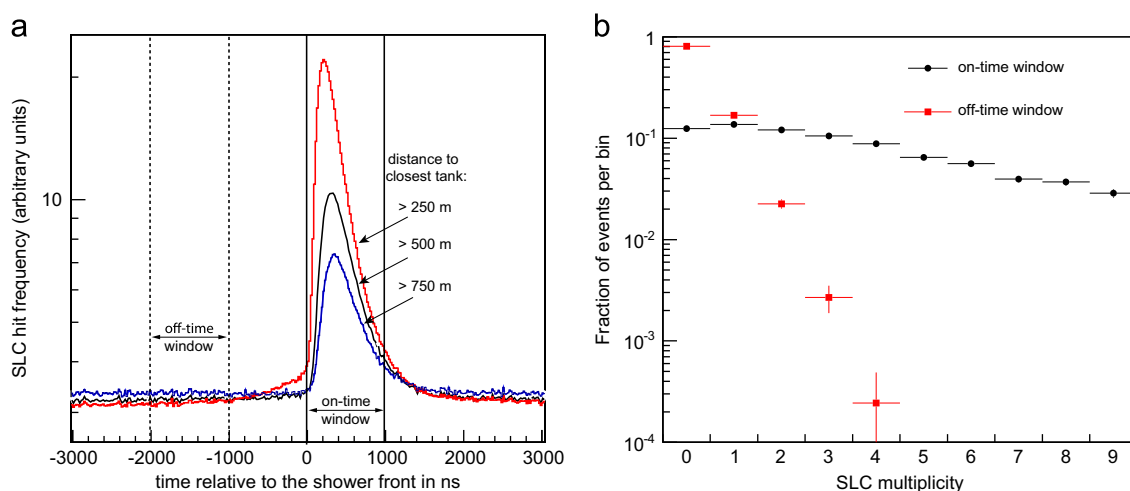 a
SLC hit frequency (arbitrary units)
10
off-time
window
on-time
window
distance to
closest tank:
> 250 m
> 500 m
> 750 m
-3000 -2000 -1000 0 1000 2000 3000
time relative to the shower front in ns
b
Fraction of events per bin
1
10-1
10-2
10-3
10-4
on-time window
off-time window
0 1 2 3 4 5 6 7 8 9
SLC multiplicity